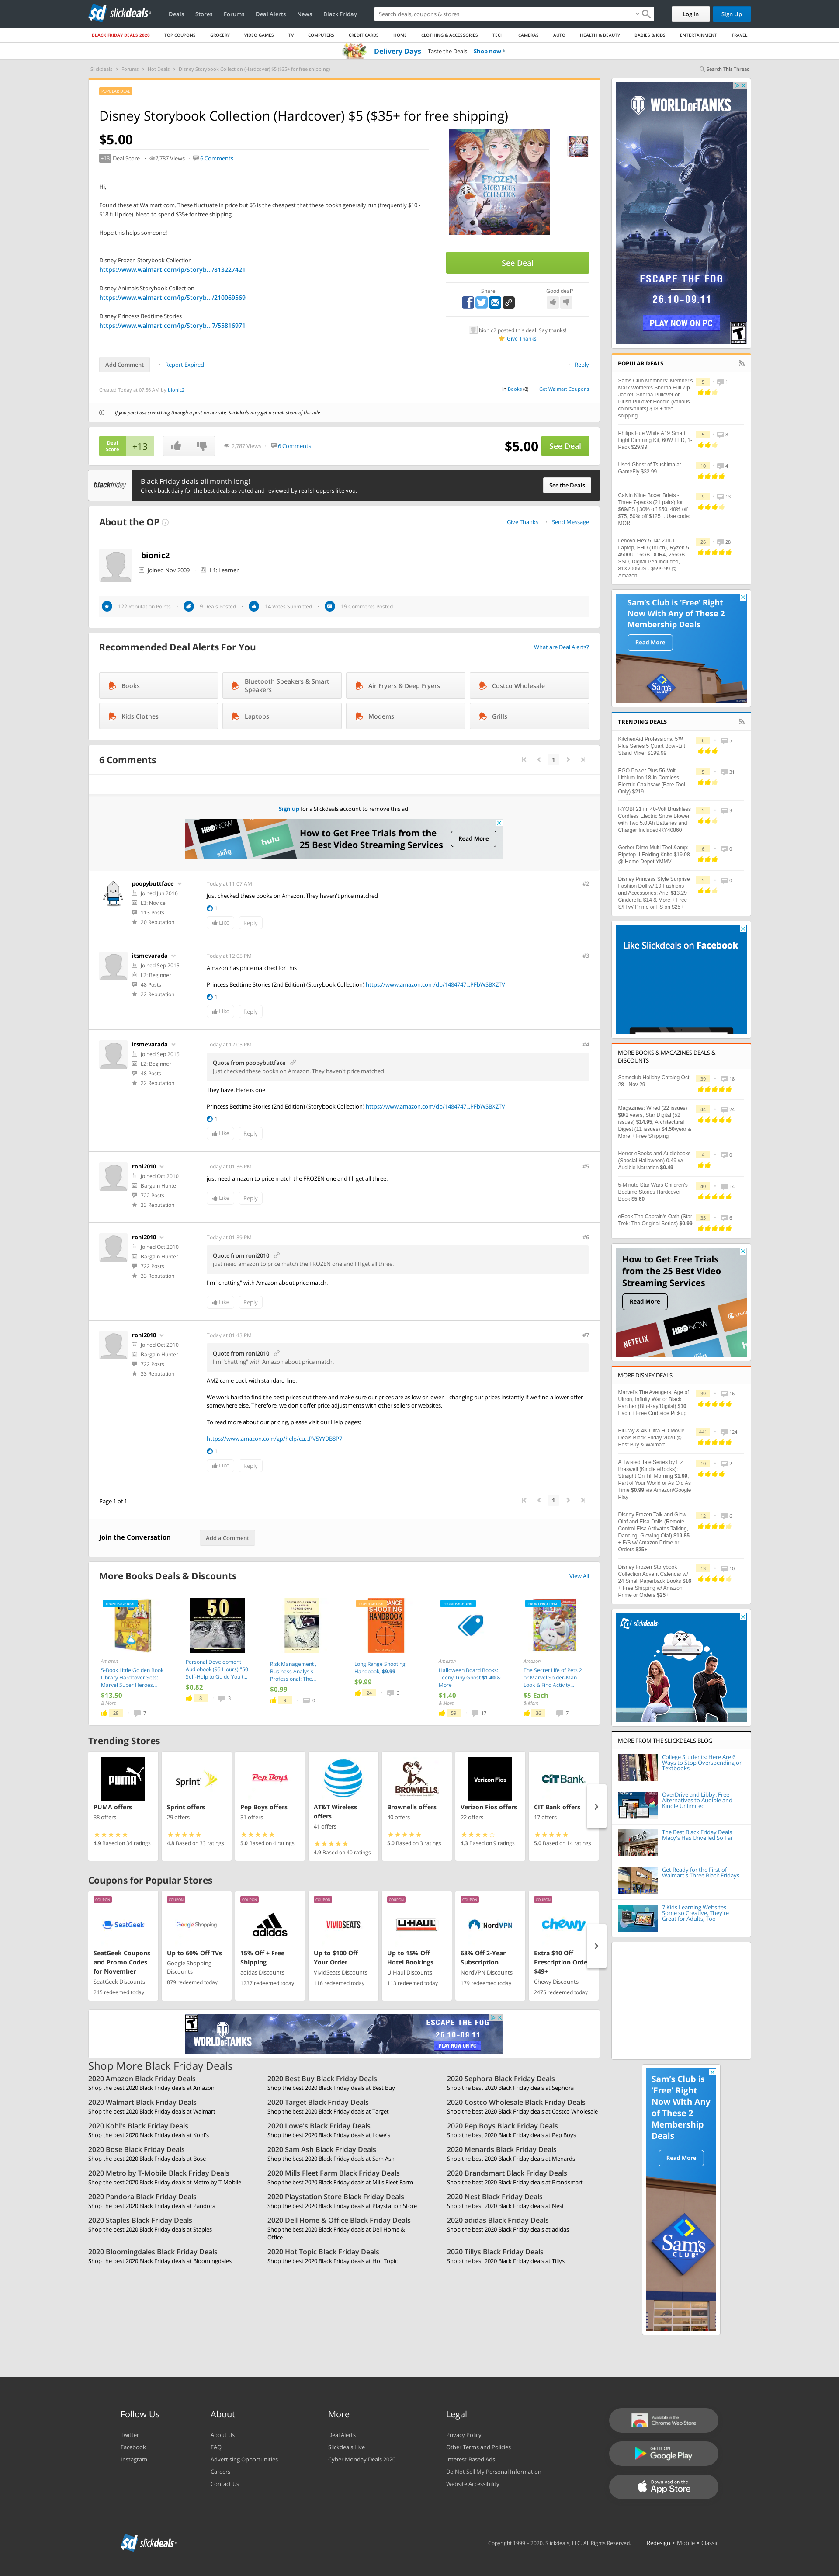 slickdeals
Deals
Stores
Forums
Deal Alerts
News
Black Friday
Search deals, coupons & stores
Log In
Sign Up
BLACK FRIDAY DEALS 2020
TOP COUPONS
GROCERY
VIDEO GAMES
TV
COMPUTERS
CREDIT CARDS
HOME
CLOTHING & ACCESSORIES
TECH
CAMERAS
AUTO
HEALTH & BEAUTY
BABIES & KIDS
ENTERTAINMENT
TRAVEL
Delivery Days Taste the Deals Shop now
Slickdeals > Forums > Hot Deals > Disney Storybook Collection (Hardcover) $5 ($35+ for free shipping)
Search This Thread
POPULAR DEAL
Disney Storybook Collection (Hardcover) $5 ($35+ for free shipping)
$5.00
+13 Deal Score
2,787 Views
6 Comments
Hi,
Found these at Walmart.com. These fluctuate in price but $5 is the cheapest that these books generally run (frequently $10 -
$18 full price). Need to spend $35+ for free shipping.
Hope this helps someone!
Disney Frozen Storybook Collection
https://www.walmart.com/ip/Storyb.../813227421
Disney Animals Storybook Collection
https://www.walmart.com/ip/Storyb.../210069569
Disney Princess Bedtime Stories
https://www.walmart.com/ip/Storyb...7/55816971
FROZEN
STORYBOOK
COLLECTION
See Deal
Share
Good deal?
bionic2 posted this deal. Say thanks!
Give Thanks
Add Comment
Report Expired
Reply
Created Today at 07:56 AM by bionic2
in Books (8)
Get Walmart Coupons
If you purchase something through a post on our site, Slickdeals may get a small share of the sale.
Deal
Score
+13
2,787 Views
6 Comments
$5.00
See Deal
blackfriday
Black Friday deals all month long!
Check back daily for the best deals as voted and reviewed by real shoppers like you.
See the Deals
About the OP
Give Thanks
Send Message
bionic2
Joined Nov 2009
L1: Learner
122 Reputation Points
9 Deals Posted
14 Votes Submitted
19 Comments Posted
Recommended Deal Alerts For You
What are Deal Alerts?
Books
Bluetooth Speakers & Smart
Speakers
Air Fryers & Deep Fryers
Costco Wholesale
Kids Clothes
Laptops
Modems
Grills
6 Comments
1
Sign up for a Slickdeals account to remove this ad.
HBO NOW
sling
hulu
How to Get Free Trials from the
25 Best Video Streaming Services
Read More
poopybuttface
Joined Jun 2016
L3: Novice
113 Posts
20 Reputation
Today at 11:07 AM
#2
Just checked these books on Amazon. They haven't price matched
1
Like
Reply
itsmevarada
Joined Sep 2015
L2: Beginner
48 Posts
22 Reputation
Today at 12:05 PM
#3
Amazon has price matched for this
Princess Bedtime Stories (2nd Edition) (Storybook Collection) https://www.amazon.com/dp/1484747...PFbWSBXZTV
1
Like
Reply
itsmevarada
Joined Sep 2015
L2: Beginner
48 Posts
22 Reputation
Today at 12:05 PM
#4
Quote from poopybuttface
Just checked these books on Amazon. They haven't price matched
They have. Here is one
Princess Bedtime Stories (2nd Edition) (Storybook Collection) https://www.amazon.com/dp/1484747...PFbWSBXZTV
1
Like
Reply
roni2010
Joined Oct 2010
Bargain Hunter
722 Posts
33 Reputation
Today at 01:36 PM
#5
just need amazon to price match the FROZEN one and I'll get all three.
Like
Reply
roni2010
Joined Oct 2010
Bargain Hunter
722 Posts
33 Reputation
Today at 01:39 PM
#6
Quote from roni2010
just need amazon to price match the FROZEN one and I'll get all three.
I'm "chatting" with Amazon about price match.
Like
Reply
roni2010
Joined Oct 2010
Bargain Hunter
722 Posts
33 Reputation
Today at 01:43 PM
#7
Quote from roni2010
I'm "chatting" with Amazon about price match.
AMZ came back with standard line:
We work hard to find the best prices out there and make sure our prices are as low or lower – changing our prices instantly if we find a lower offer
somewhere else. Therefore, we don't offer price adjustments with other sellers or websites.
To read more about our pricing, please visit our Help pages:
https://www.amazon.com/gp/help/cu...PV5YYDB8P7
1
Like
Reply
Page 1 of 1
1
Join the Conversation
Add a Comment
More Books Deals & Discounts
View All
FRONTPAGE DEAL
Amazon
5-Book Little Golden Book
Library Hardcover Sets:
Marvel Super Heroes...
$13.50
& More
28
7
50
Personal Development
Audiobook (95 Hours) "50
Self-Help to Guide You t...
$0.82
8
3
Risk Management ,
Business Analysis
Professional: The...
$0.99
9
0
POPULAR DEAL
RANGE SHOOTING
HANDBOOK
Long Range Shooting
Handbook, $9.99
$9.99
24
3
FRONTPAGE DEAL
Amazon
Halloween Board Books:
Teeny Tiny Ghost $1.40 &
More
$1.40
& More
59
17
FRONTPAGE DEAL
Amazon
The Secret Life of Pets 2
or Marvel Spider-Man
Look & Find Activity...
$5 Each
& More
36
7
Trending Stores
PUMA
PUMA offers
38 offers
4.9 Based on 34 ratings
Sprint
Sprint offers
29 offers
4.8 Based on 33 ratings
Pep Boys
Pep Boys offers
31 offers
5.0 Based on 4 ratings
AT&T Wireless
offers
41 offers
4.9 Based on 40 ratings
BROWNELLS
Brownells offers
40 offers
5.0 Based on 3 ratings
Verizon Fios
Verizon Fios offers
22 offers
4.3 Based on 9 ratings
CIT BANK
CIT Bank offers
17 offers
5.0 Based on 14 ratings
Coupons for Popular Stores
COUPON
SeatGeek
SeatGeek Coupons
and Promo Codes
for November
SeatGeek Discounts
245 redeemed today
COUPON
Google Shopping
Up to 60% Off TVs
Google Shopping
Discounts
879 redeemed today
COUPON
adidas
15% Off + Free
Shipping
adidas Discounts
1237 redeemed today
COUPON
VIVIDSEATS
Up to $100 Off
Your Order
VividSeats Discounts
116 redeemed today
COUPON
U-HAUL
Up to 15% Off
Hotel Bookings
U-Haul Discounts
113 redeemed today
COUPON
NordVPN
68% Off 2-Year
Subscription
NordVPN Discounts
179 redeemed today
COUPON
chewy
Extra $10 Off
Prescription Orde
$49+
Chewy Discounts
2475 redeemed today
WORLD OF TANKS
ESCAPE THE FOG
26.10-09.11
PLAY NOW ON PC
Shop More Black Friday Deals
2020 Amazon Black Friday Deals
Shop the best 2020 Black Friday deals at Amazon
2020 Best Buy Black Friday Deals
Shop the best 2020 Black Friday deals at Best Buy
2020 Sephora Black Friday Deals
Shop the best 2020 Black Friday deals at Sephora
2020 Walmart Black Friday Deals
Shop the best 2020 Black Friday deals at Walmart
2020 Target Black Friday Deals
Shop the best 2020 Black Friday deals at Target
2020 Costco Wholesale Black Friday Deals
Shop the best 2020 Black Friday deals at Costco Wholesale
2020 Kohl's Black Friday Deals
Shop the best 2020 Black Friday deals at Kohl's
2020 Lowe's Black Friday Deals
Shop the best 2020 Black Friday deals at Lowe's
2020 Pep Boys Black Friday Deals
Shop the best 2020 Black Friday deals at Pep Boys
2020 Bose Black Friday Deals
Shop the best 2020 Black Friday deals at Bose
2020 Sam Ash Black Friday Deals
Shop the best 2020 Black Friday deals at Sam Ash
2020 Menards Black Friday Deals
Shop the best 2020 Black Friday deals at Menards
2020 Metro by T-Mobile Black Friday Deals
Shop the best 2020 Black Friday deals at Metro by T-Mobile
2020 Mills Fleet Farm Black Friday Deals
Shop the best 2020 Black Friday deals at Mills Fleet Farm
2020 Brandsmart Black Friday Deals
Shop the best 2020 Black Friday deals at Brandsmart
2020 Pandora Black Friday Deals
Shop the best 2020 Black Friday deals at Pandora
2020 Playstation Store Black Friday Deals
Shop the best 2020 Black Friday deals at Playstation Store
2020 Nest Black Friday Deals
Shop the best 2020 Black Friday deals at Nest
2020 Staples Black Friday Deals
Shop the best 2020 Black Friday deals at Staples
2020 Dell Home & Office Black Friday Deals
Shop the best 2020 Black Friday deals at Dell Home &
Office
2020 adidas Black Friday Deals
Shop the best 2020 Black Friday deals at adidas
2020 Bloomingdales Black Friday Deals
Shop the best 2020 Black Friday deals at Bloomingdales
2020 Hot Topic Black Friday Deals
Shop the best 2020 Black Friday deals at Hot Topic
2020 Tillys Black Friday Deals
Shop the best 2020 Black Friday deals at Tillys
WORLD OF TANKS
ESCAPE THE FOG
26.10-09.11
PLAY NOW ON PC
POPULAR DEALS
Sams Club Members: Member's
Mark Women's Sherpa Full Zip
Jacket, Sherpa Pullover or
Plush Pullover Hoodie (various
colors/prints) $13 + free
shipping
5
1
Philips Hue White A19 Smart
Light Dimming Kit, 60W LED, 1-
Pack $29.99
5
8
Used Ghost of Tsushima at
GameFly $32.99
10
4
Calvin Kline Boxer Briefs -
Three 7-packs (21 pairs) for
$69/FS ( 30% off $50, 40% off
$75, 50% off $125+. Use code-
MORE
9
13
Lenovo Flex 5 14" 2-in-1
Laptop, FHD (Touch), Ryzen 5
4500U, 16GB DDR4, 256GB
SSD, Digital Pen Included,
81X2005US - $599.99 @
Amazon
26
28
Sam's Club is 'Free' Right
Now With Any of These 2
Membership Deals
Read More
Sam's
TRENDING DEALS
KitchenAid Professional 5™
Plus Series 5 Quart Bowl-Lift
Stand Mixer $199.99
6
5
EGO Power Plus 56-Volt
Lithium Ion 18-in Cordless
Electric Chainsaw (Bare Tool
Only) $219
5
31
RYOBI 21 in. 40-Volt Brushless
Cordless Electric Snow Blower
with Two 5.0 Ah Batteries and
Charger Included-RY40860
5
3
Gerber Dime Multi-Tool &amp;
Ripstop II Folding Knife $19.98
@ Home Depot YMMV
6
0
Disney Princess Style Surprise
Fashion Doll w/ 10 Fashions
and Accessories: Ariel $13.29
Cinderella $14 & More + Free
S/H w/ Prime or FS on $25+
5
0
Like Slickdeals on Facebook
MORE BOOKS & MAGAZINES DEALS &
DISCOUNTS
Samsclub Holiday Catalog Oct
28 - Nov 29
39
18
Magazines: Wired (22 issues)
$8/2 years, Star Digital (52
issues) $14.95, Architectural
Digest (11 issues) $4.50/year &
More + Free Shipping
44
24
Horror eBooks and Audiobooks
(Special Halloween) 0.49 w/
Audible Narration $0.49
4
0
5-Minute Star Wars Children's
Bedtime Stories Hardcover
Book $5.60
40
14
eBook The Captain's Oath (Star
Trek: The Original Series) $0.99
35
6
How to Get Free Trials
from the 25 Best Video
Streaming Services
Read More
NETFLIX
HBO NOW
MORE DISNEY DEALS
Marvel's The Avengers, Age of
Ultron, Infinity War or Black
Panther (Blu-Ray/Digital) $10
Each + Free Curbside Pickup
39
16
Blu-ray & 4K Ultra HD Movie
Deals Black Friday 2020 @
Best Buy & Walmart
441
124
A Twisted Tale Series by Liz
Braswell (Kindle eBooks):
Straight On Till Morning $1.99,
Part of Your World or As Old As
Time $0.99 via Amazon/Google
Play
10
2
Disney Frozen Talk and Glow
Olaf and Elsa Dolls (Remote
Control Elsa Activates Talking,
Dancing, Glowing Olaf) $19.85
+ F/S w/ Amazon Prime or
Orders $25+
12
6
Disney Frozen Storybook
Collection Advent Calendar w/
24 Small Paperback Books $16
+ Free Shipping w/ Amazon
Prime or Orders $25+
13
10
slickdeals
MORE FROM THE SLICKDEALS BLOG
College Students: Here Are 6
Ways to Stop Overspending on
Textbooks
OverDrive and Libby: Free
Alternatives to Audible and
Kindle Unlimited
The Best Black Friday Deals
Macy's Has Unveiled So Far
Get Ready for the First of
Walmart's Three Black Fridays
7 Kids Learning Websites –
Some so Creative, They're
Great for Adults, Too
Sam's Club is
'Free' Right
Now With Any
of These 2
Membership
Deals
Read More
Sam's
CLUB
Follow Us
Twitter
Facebook
Instagram
About
About Us
FAQ
Advertising Opportunities
Careers
Contact Us
More
Deal Alerts
Slickdeals Live
Cyber Monday Deals 2020
Legal
Privacy Policy
Other Terms and Policies
Interest-Based Ads
Do Not Sell My Personal Information
Website Accessibility
Available in the
Chrome Web Store
GET IT ON
Google Play
Download on the
App Store
slickdeals
Copyright 1999 – 2020. Slickdeals, LLC. All Rights Reserved.
Redesign • Mobile • Classic